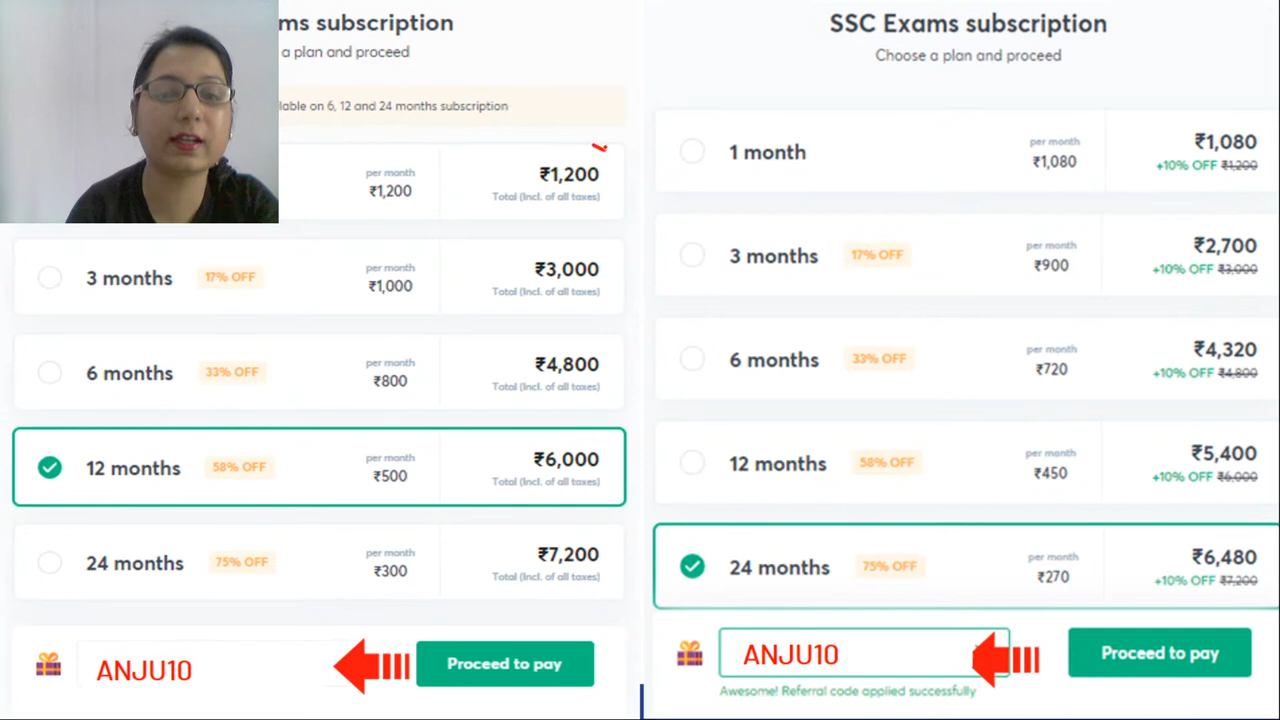 ms subscription
a plan and proceed
lable on 6, 12 and 24 months subscription
per month
₹1,200
₹1,200
Total (Incl. of all taxes)
3 months
17% OFF
per month
₹1,000
₹3,000
Total (Incl. of all taxes)
6 months
33% OFF
per month
₹800
₹4,800
Total (Incl. of all taxes)
12 months
58% OFF
per month
₹500
₹6,000
Total (Incl. of all taxes)
24 months
75% OFF
per month
₹300
₹7,200
Total (Incl. of all taxes)
ANJU10
Proceed to pay
SSC Exams subscription
Choose a plan and proceed
1 month
per month
₹1,080
₹1,080
+10% OFF ₹1,200
3 months
17% OFF
per month
₹900
₹2,700
+10% OFF ₹3,000
6 months
33% OFF
per month
₹720
₹4,320
+10% OFF ₹4,800
12 months
58% OFF
per month
₹450
₹5,400
+10% OFF ₹6,000
24 months
75% OFF
per month
₹270
₹6,480
+10% OFF ₹7,200
ANJU10
Proceed to pay
Awesome! Referral code applied successfully